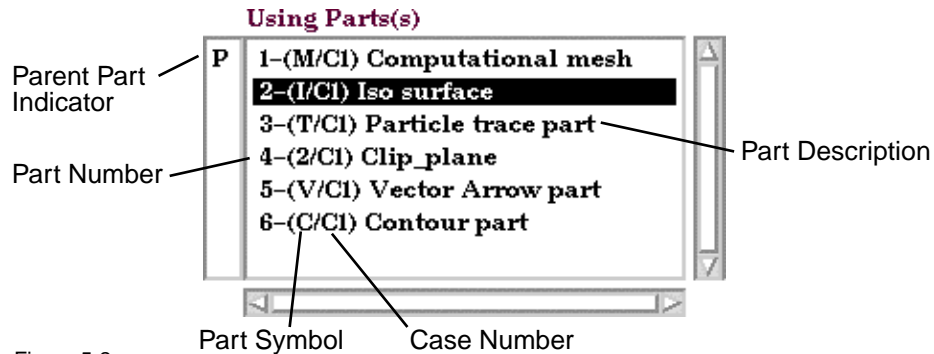 Using Parts(s)
P
1–(M/C1) Computational mesh
2–(I/C1) Iso surface
3–(T/C1) Particle trace part
4–(2/C1) Clip_plane
5–(V/C1) Vector Arrow part
6–(C/C1) Contour part
Parent Part
Indicator
Part Number
Part Description
Part Symbol
Case Number